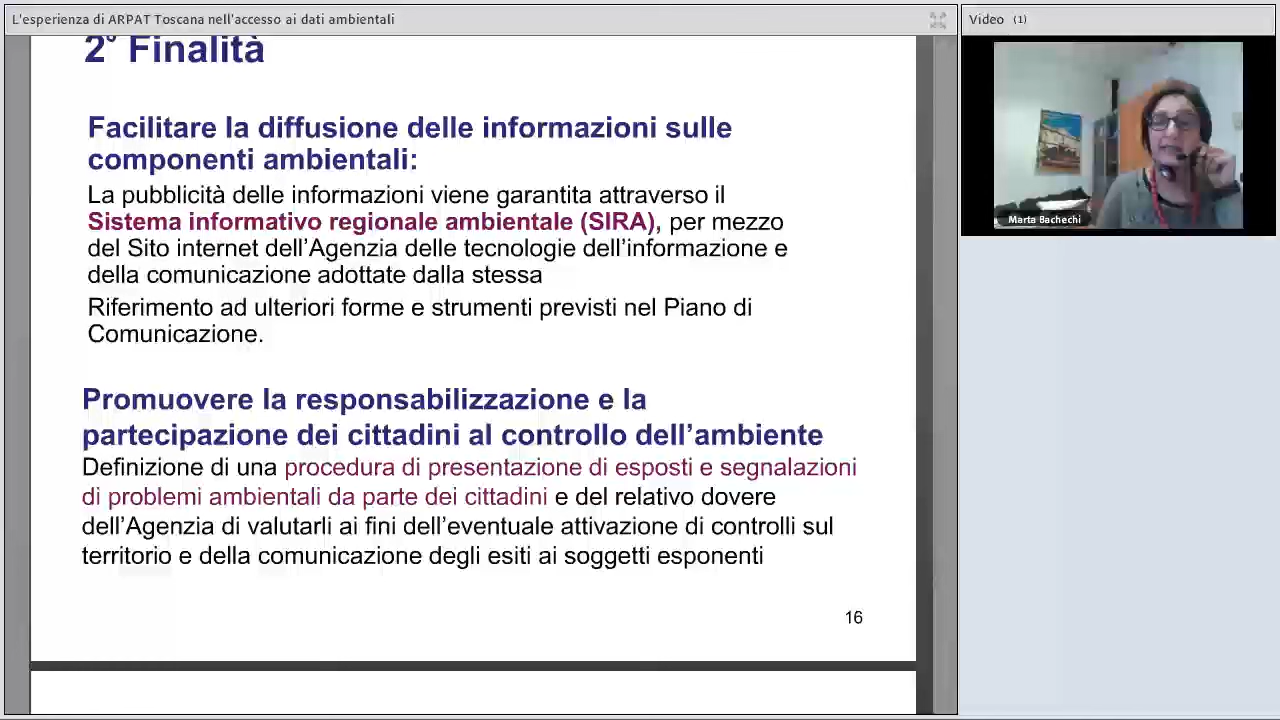 L'esperienza di ARPAT Toscana nell'accesso ai dati ambientali
Video (1)
2° Finalità
Facilitare la diffusione delle informazioni sulle
componenti ambientali:
La pubblicità delle informazioni viene garantita attraverso il
Sistema informativo regionale ambientale (SIRA), per mezzo
del Sito internet dell’Agenzia delle tecnologie dell’informazione e
della comunicazione adottate dalla stessa
Riferimento ad ulteriori forme e strumenti previsti nel Piano di
Comunicazione.
Promuovere la responsabilizzazione e la
partecipazione dei cittadini al controllo dell’ambiente
Definizione di una procedura di presentazione di esposti e segnalazioni
di problemi ambientali da parte dei cittadini e del relativo dovere
dell’Agenzia di valutarli ai fini dell’eventuale attivazione di controlli sul
territorio e della comunicazione degli esiti ai soggetti esponenti
16
Marta Bachechi